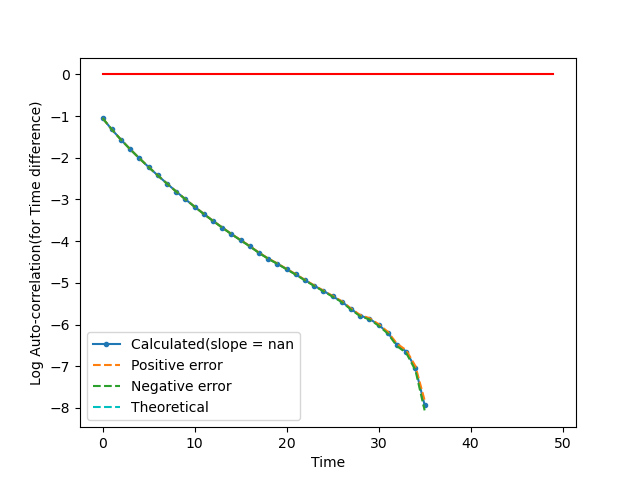 0
−1
−2
−3
−4
−5
−6
−7
−8
Log Auto-correlation(for Time difference)
Calculated(slope = nan
Positive error
Negative error
Theoretical
0 10 20 30 40 50
Time